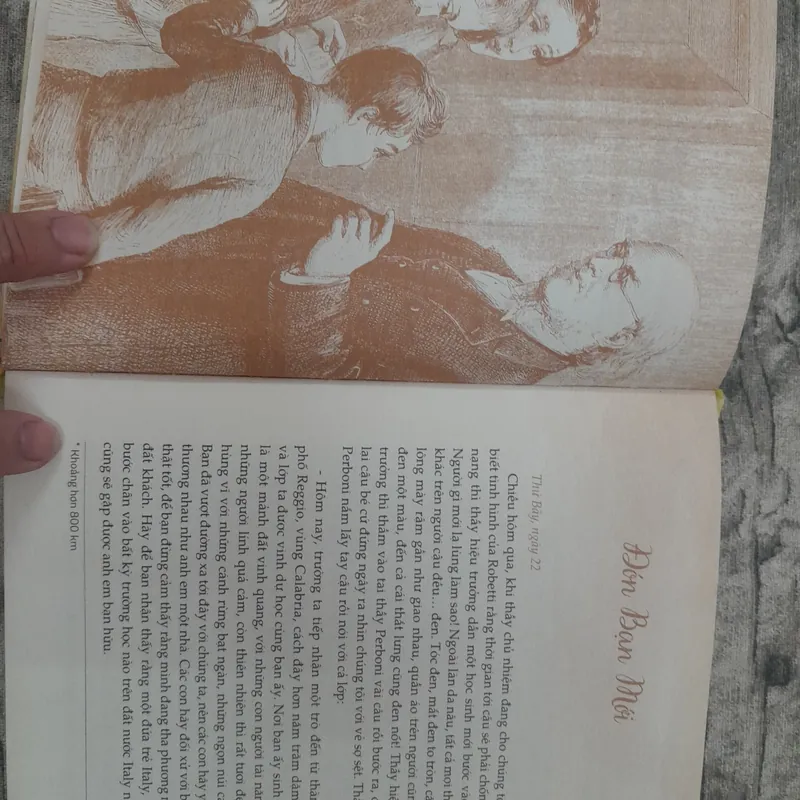 Đón Bạn Mới
Thứ Bảy, ngày 22
Chiều hôm qua, khi thầy chủ nhiệm đang cho chúng tô
biết tình hình của Robetti rằng thời gian tới cậu sẽ phải chốn
nạng thì thầy hiệu trưởng dẫn một học sinh mới bước và
Người gì mới lạ lùng làm sao! Ngoài làn da nâu, tất cả mọi th
khác trên người cậu đều... đen. Tóc đen, mắt đen to tròn, cả
lông mày rậm gần như giao nhau, quần áo trên người cũn
đen một màu, đến cả cái thắt lưng cũng đen nốt! Thầy hiệ
trưởng thì thầm vào tai thầy Perboni vài câu rồi bước ra, đ
lại cậu bé cứ đứng ngây ra nhìn chúng tôi với vẻ sợ sệt. Thầ
Perboni nắm lấy tay cậu rồi nói với cả lớp:
- Hôm nay, trường ta tiếp nhận một trò đến từ thàn
phố Reggio, vùng Calabria, cách đây hơn năm trăm dặm
và lớp ta được vinh dự học cùng bạn ấy. Nơi bạn ấy sinh
là một mảnh đất vinh quang, với những con người tài năn
những người lính quả cảm, còn thiên nhiên thì rất tươi đẹ
hùng vĩ với những cánh rừng bạt ngàn, những ngọn núi ca
Bạn đã vượt đường xa tới đây với chúng ta, nên các con hãy y
thương nhau như anh em một nhà. Các con hãy đối xử với b
thật tốt, để bạn đừng cảm thấy rằng mình đang tha phương n
đất khách. Hãy để bạn nhận thấy rằng một đứa trẻ Italy,
bước chân vào bất kỳ trường học nào trên đất nước Italy n
cũng sẽ gặp được anh em bạn hữu.
* Khoảng hơn 800 km